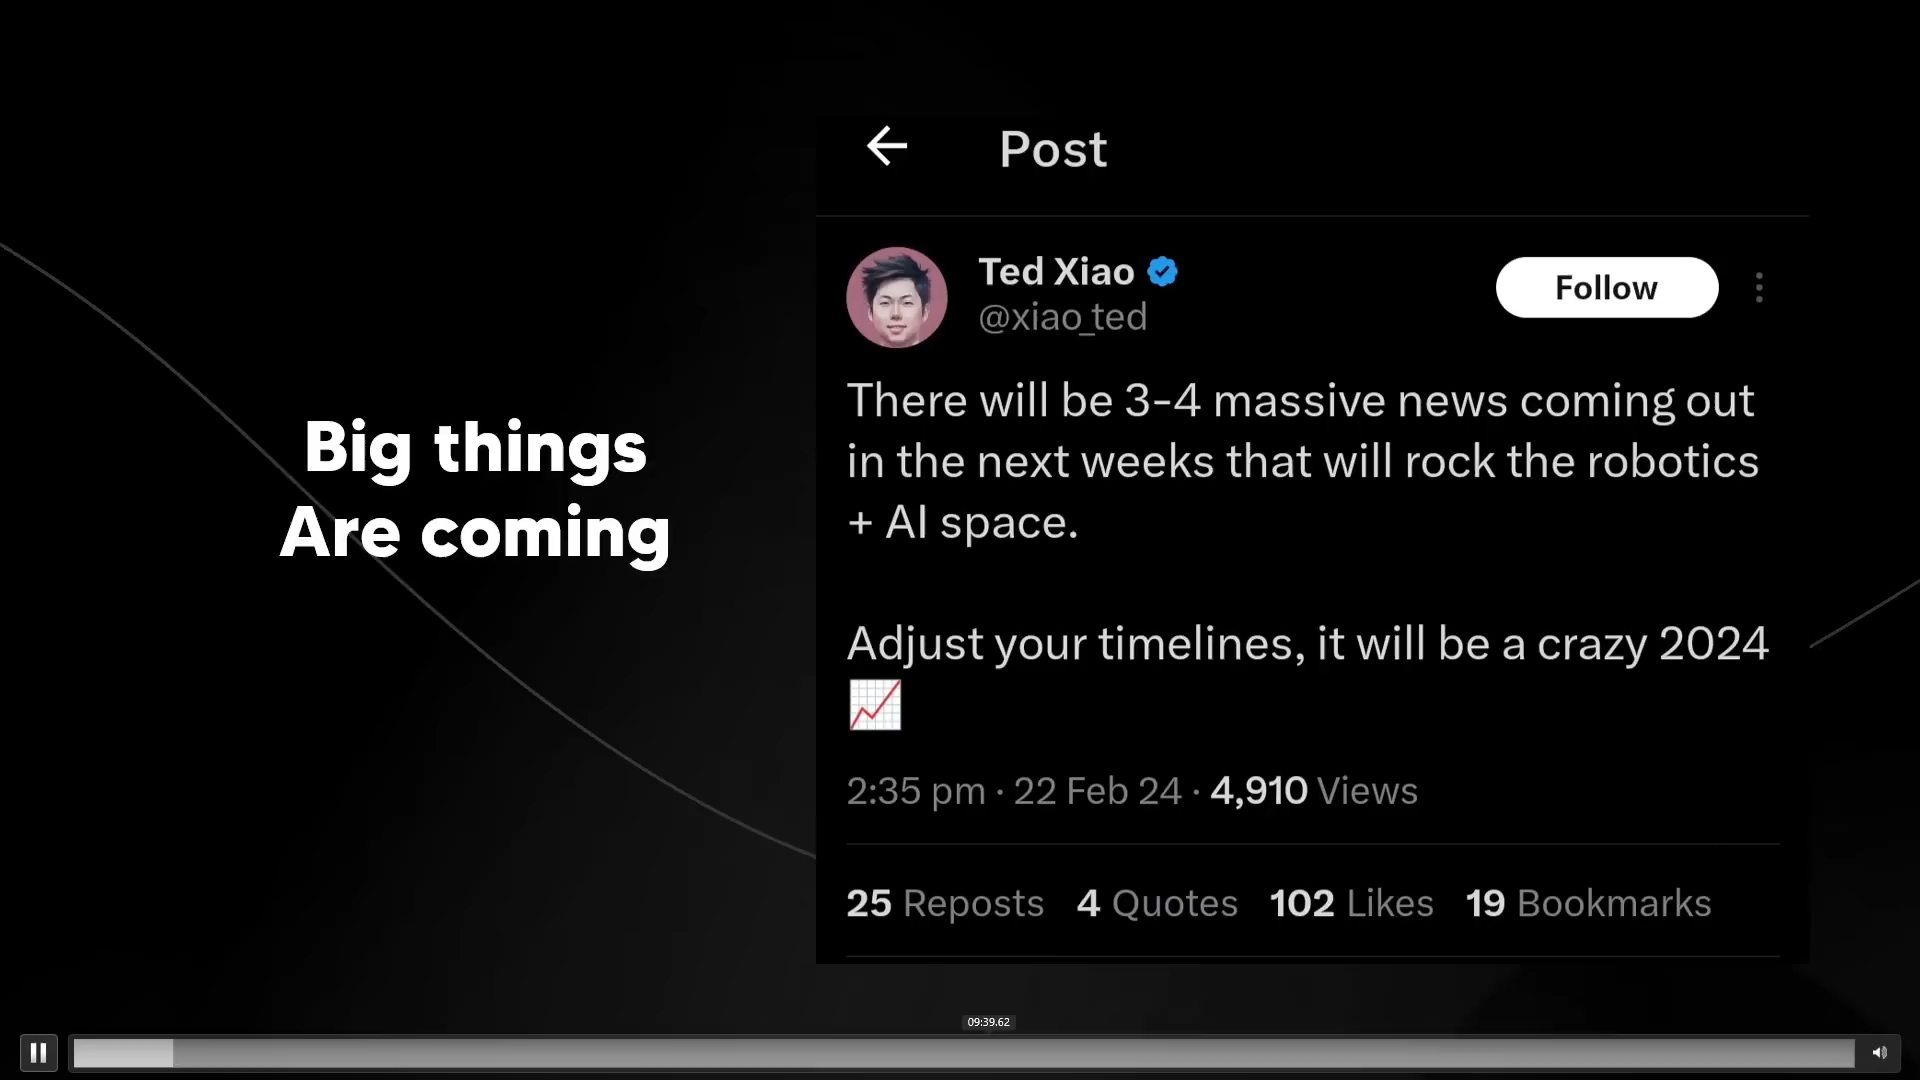 Big things
Are coming
Post
Ted Xiao
@xiao_ted
Follow
There will be 3-4 massive news coming out
in the next weeks that will rock the robotics
+ AI space.
Adjust your timelines, it will be a crazy 2024
📈
2:35 pm · 22 Feb 24 · 4,910 Views
25 Reposts 4 Quotes 102 Likes 19 Bookmarks
09:39.62